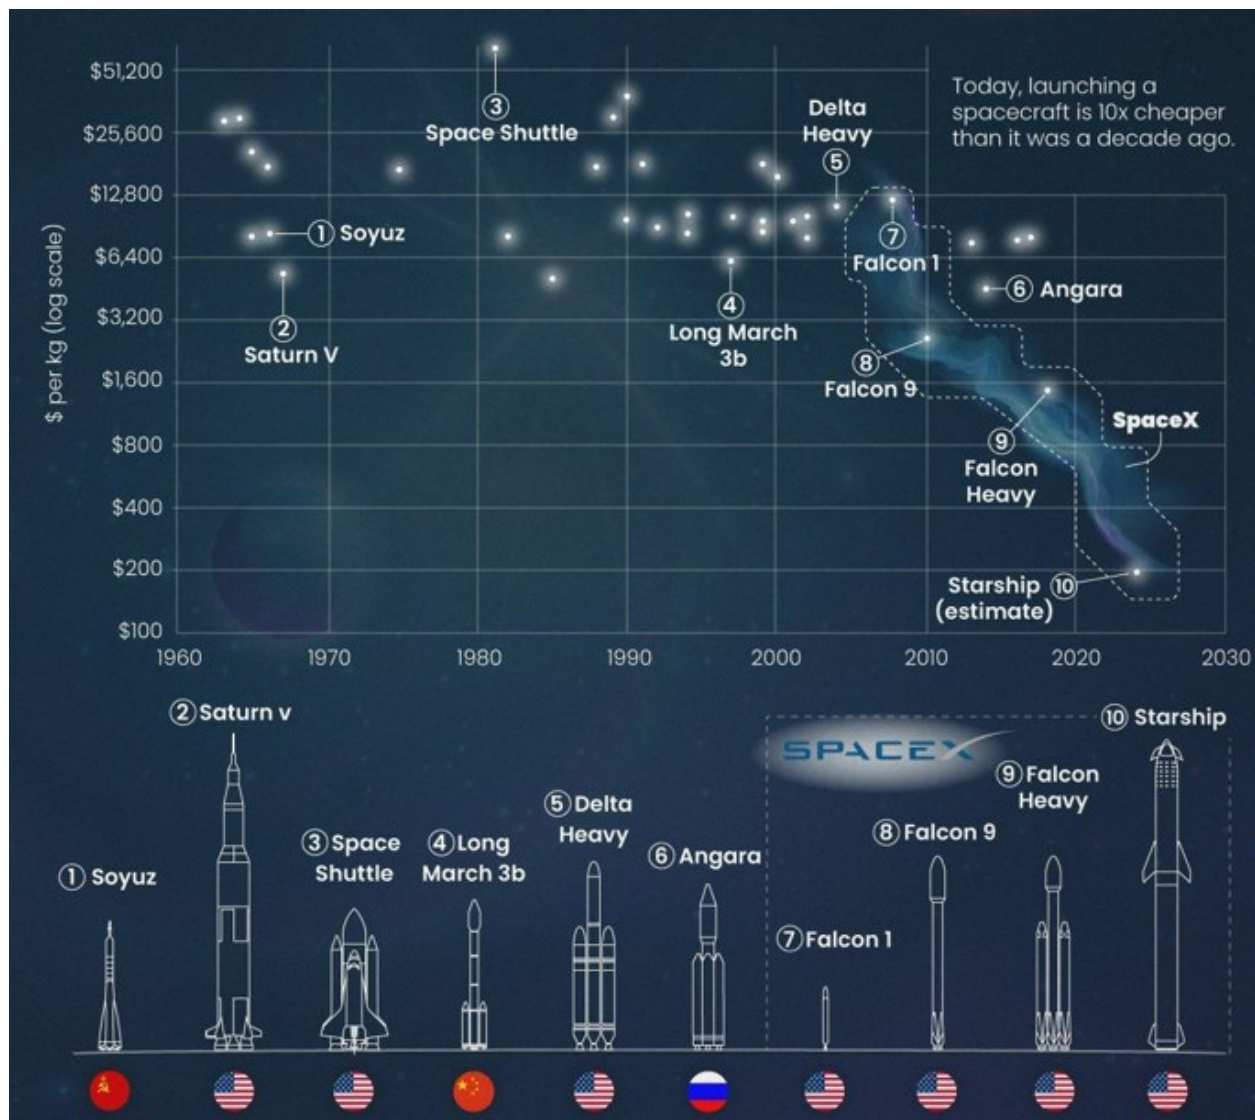 $51,200
$25,600
$12,800
$6,400
$3,200
$1,600
$800
$400
$200
$100
$ per kg (log scale)
1960
1970
1980
1990
2000
2010
2020
2030
Today, launching a
spacecraft is 10x cheaper
than it was a decade ago.
③
Space Shuttle
Delta
Heavy
⑤
① Soyuz
②
Saturn V
④
Long March
3b
⑦
Falcon 1
⑥ Angara
⑧
Falcon 9
⑨
Falcon
Heavy
SpaceX
Starship ⑩
(estimate)
① Soyuz
② Saturn v
③ Space
Shuttle
④ Long
March 3b
⑤ Delta
Heavy
⑥ Angara
SPACEX
⑦ Falcon 1
⑧ Falcon 9
⑨ Falcon
Heavy
⑩ Starship